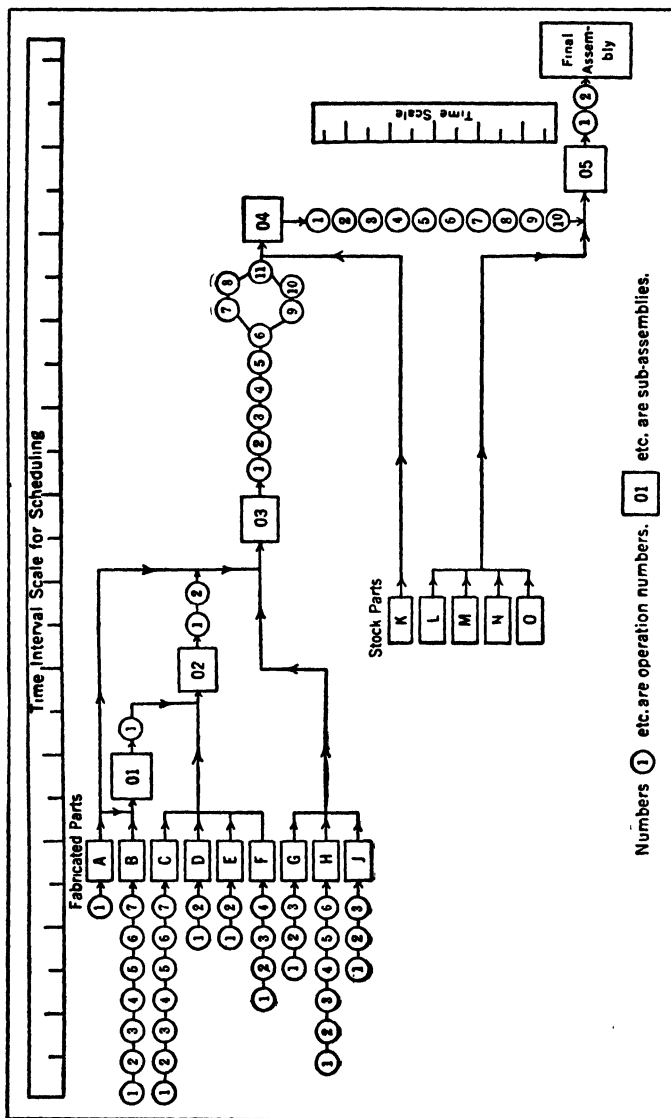 Time Interval Scale for Scheduling
Fabricated Parts
1 A
1 2 3 4 5 6 7 B
1 2 3 4 5 6 7 C
1 2 D
1 2 E
1 2 3 4 F
1 2 3 G
1 2 3 4 5 6 H
1 2 3 J
01 1
02 1 2
03 1 2 3 4 5 6 7 8 9 10 11
04
1
2
3
4
5
6
7
8
9
10
Stock Parts
K
L
M
N
O
Time Scale
05 1 2
Final
Assem-
bly
Numbers 1 etc. are operation numbers. 01 etc. are sub-assemblies.